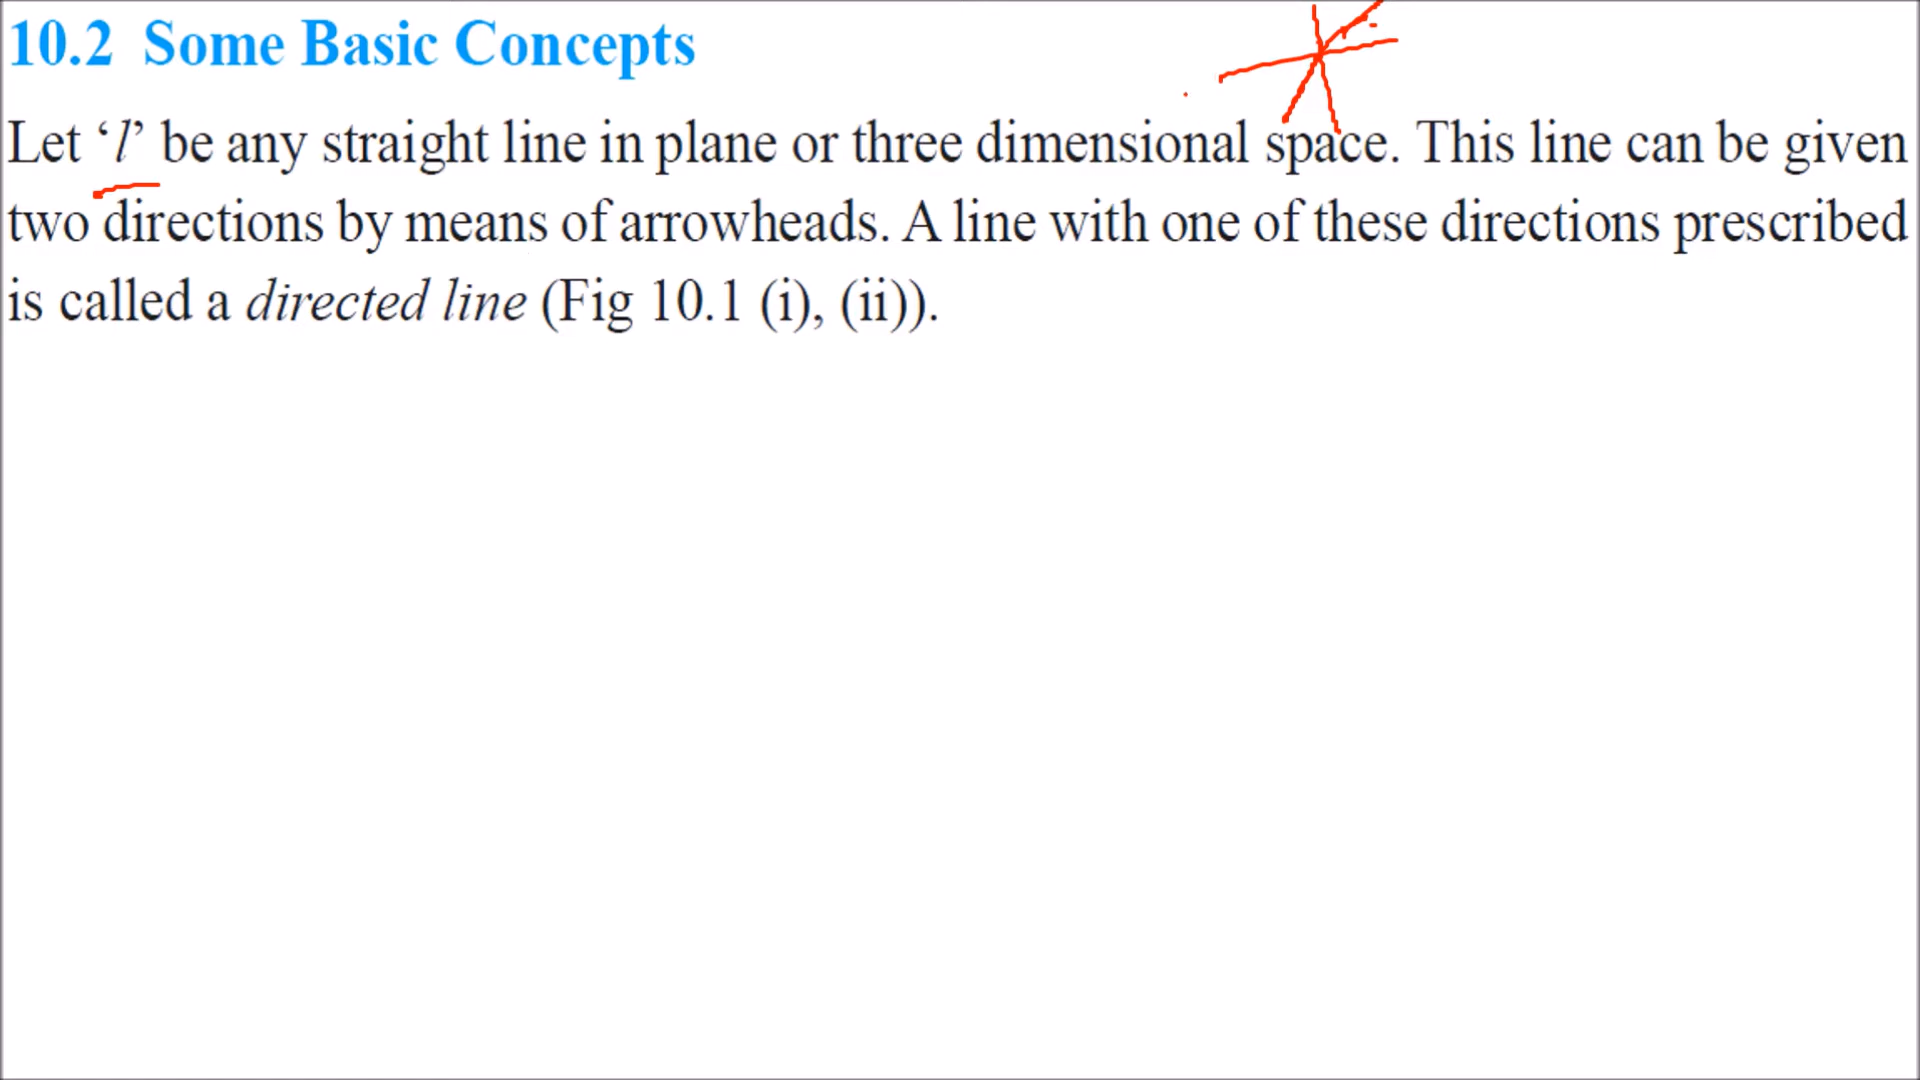 10.2 Some Basic Concepts
Let ‘l’ be any straight line in plane or three dimensional space. This line can be given
two directions by means of arrowheads. A line with one of these directions prescribed
is called a directed line (Fig 10.1 (i), (ii)).